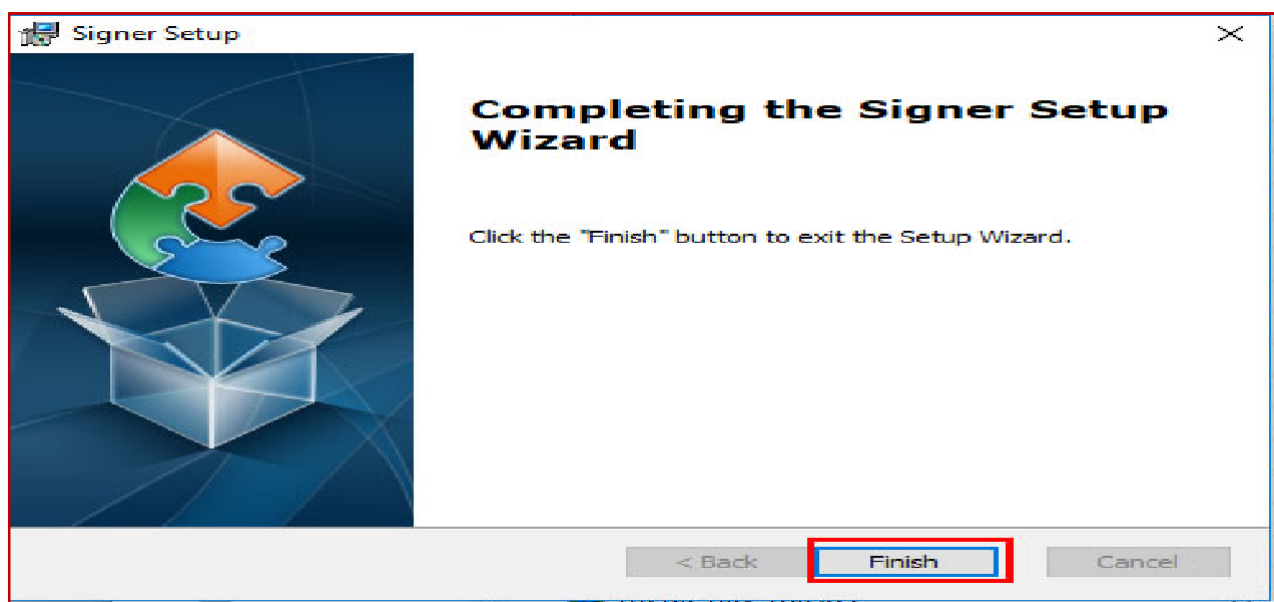 Signer Setup
Completing the Signer Setup
Wizard
Click the "Finish" button to exit the Setup Wizard.
< Back
Finish
Cancel